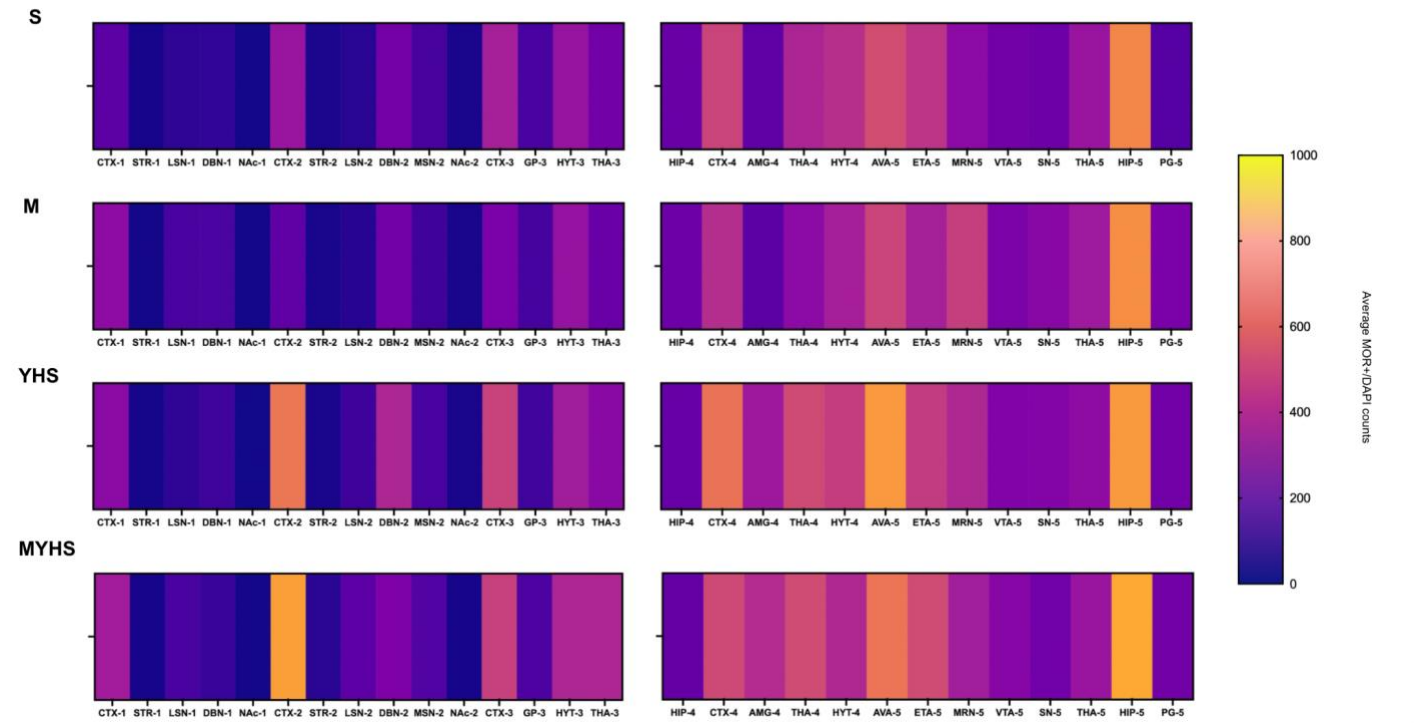 S
CTX-1 STR-1 LSN-1 DBN-1 NAc-1 CTX-2 STR-2 LSN-2 DBN-2 MSN-2 NAc-2 CTX-3 GP-3 HYT-3 THA-3
HIP-4 CTX-4 AMG-4 THA-4 HYT-4 AVA-5 ETA-5 MRN-5 VTA-5 SN-5 THA-5 HIP-5 PG-5
M
CTX-1 STR-1 LSN-1 DBN-1 NAc-1 CTX-2 STR-2 LSN-2 DBN-2 MSN-2 NAc-2 CTX-3 GP-3 HYT-3 THA-3
HIP-4 CTX-4 AMG-4 THA-4 HYT-4 AVA-5 ETA-5 MRN-5 VTA-5 SN-5 THA-5 HIP-5 PG-5
YHS
CTX-1 STR-1 LSN-1 DBN-1 NAc-1 CTX-2 STR-2 LSN-2 DBN-2 MSN-2 NAc-2 CTX-3 GP-3 HYT-3 THA-3
HIP-4 CTX-4 AMG-4 THA-4 HYT-4 AVA-5 ETA-5 MRN-5 VTA-5 SN-5 THA-5 HIP-5 PG-5
MYHS
CTX-1 STR-1 LSN-1 DBN-1 NAc-1 CTX-2 STR-2 LSN-2 DBN-2 MSN-2 NAc-2 CTX-3 GP-3 HYT-3 THA-3
HIP-4 CTX-4 AMG-4 THA-4 HYT-4 AVA-5 ETA-5 MRN-5 VTA-5 SN-5 THA-5 HIP-5 PG-5
1000
800
600
400
200
0
Average MOR+/DAPI counts